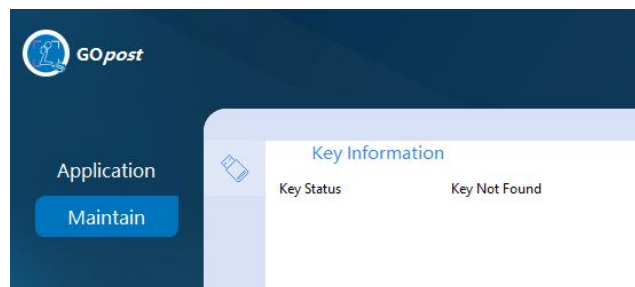 GOpost
Key Information
Application
Key Status Key Not Found
Maintain